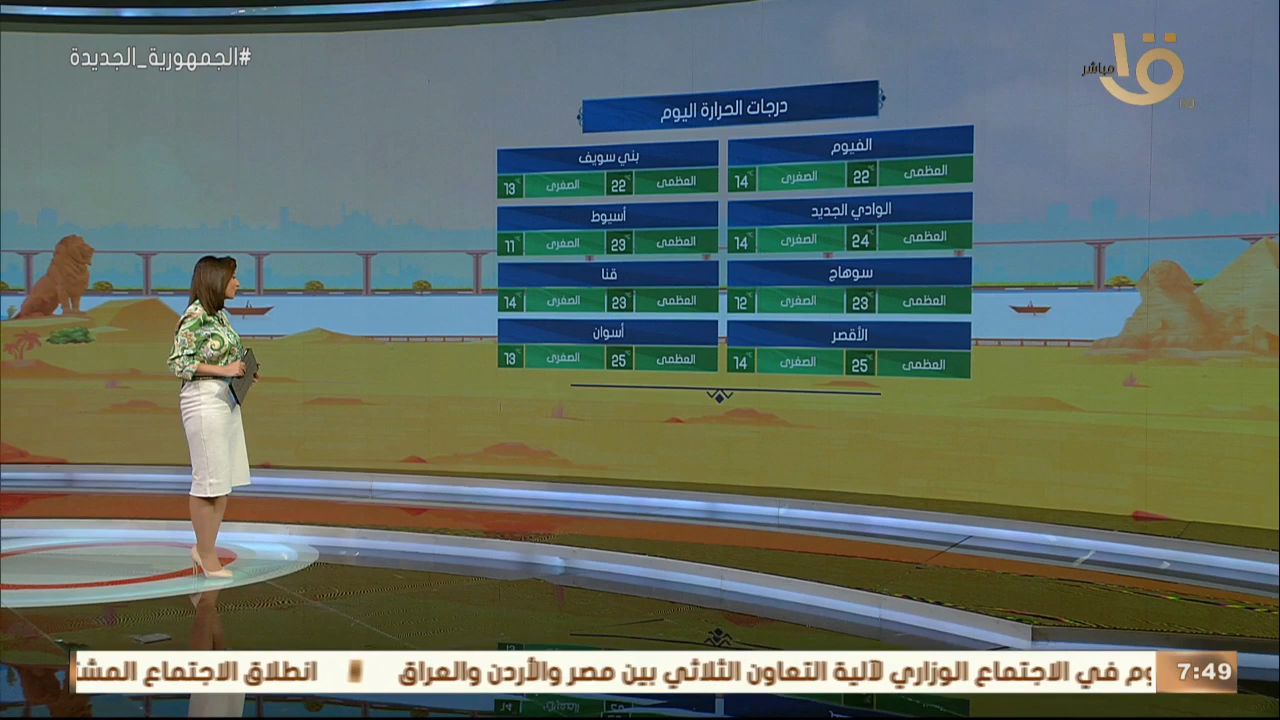 #الجمهورية_الجديدة
مباشر
درجات الحرارة اليوم
الفيوم
العظمى 22°c الصغرى 14°c
بني سويف
العظمى 22°c الصغرى 13°c
الوادي الجديد
العظمى 24°c الصغرى 14°c
أسيوط
العظمى 23°c الصغرى 11°c
سوهاج
العظمى 23°c الصغرى 12°c
قنا
العظمى 23°c الصغرى 14°c
الأقصر
العظمى 25°c الصغرى 14°c
أسوان
العظمى 25°c الصغرى 13°c
في الاجتماع الوزاري لآلية التعاون الثلاثي بين مصر والأردن والعراق انطلاق الاجتماع
7:49